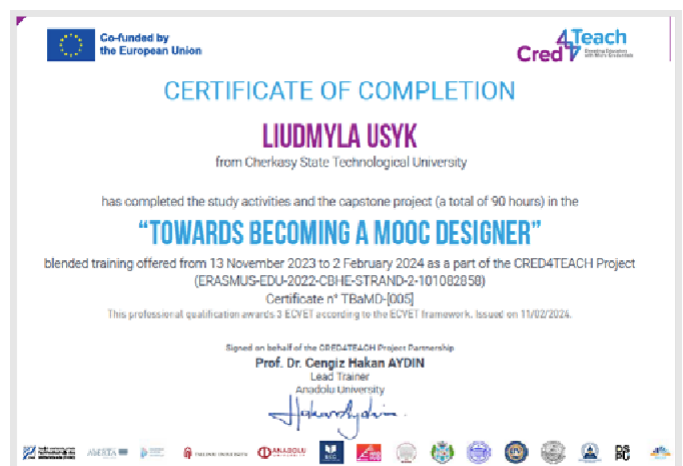 Co-funded by
the European Union
Cred4Teach
CERTIFICATE OF COMPLETION
LIUDMYLA USYK
from Cherkasy State Technological University
has completed the study activities and the capstone project (a total of 90 hours) in the
“TOWARDS BECOMING A MOOC DESIGNER”
blended training offered from 13 November 2023 to 2 February 2024 as a part of the CRED4TEACH Project
(ERASMUS-EDU-2022-CBHE-STRAND-2-101082858)
Certificate n° TBaMD-[005]
This professional qualification awards 3 ECVET according to the ECVET framework. Issued on 11/02/2024.
Signed on behalf of the CRED4TEACH Project Partnership
Prof. Dr. Cengiz Hakan AYDIN
Lead Trainer
Anadolu University
ANADOLU